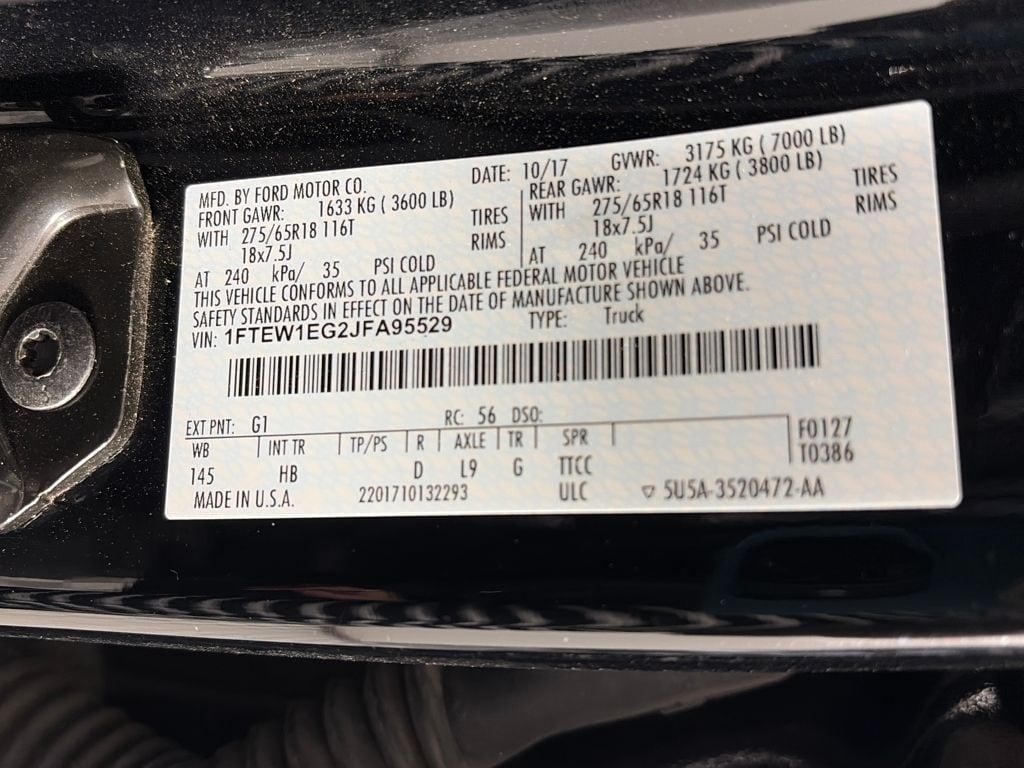 MFD. BY FORD MOTOR CO. DATE: 10/17 GVWR: 3175 KG ( 7000 LB)
FRONT GAWR: 1633 KG ( 3600 LB) REAR GAWR: 1724 KG ( 3800 LB)
WITH 275/65R18 116T TIRES WITH 275/65R18 116T TIRES
18x7.5J RIMS 18x7.5J RIMS
AT 240 kPa/ 35 PSI COLD AT 240 kPa/ 35 PSI COLD
THIS VEHICLE CONFORMS TO ALL APPLICABLE FEDERAL MOTOR VEHICLE
SAFETY STANDARDS IN EFFECT ON THE DATE OF MANUFACTURE SHOWN ABOVE.
VIN: 1FTEW1EG2JFA95529 TYPE: Truck
EXT PNT: G1 RC: 56 DSO:
WB INT TR TP/PS R AXLE TR SPR F0127
145 HB D L9 G TTCC T0386
MADE IN U.S.A. 2201710132293 ULC 5U5A-3520472-AA